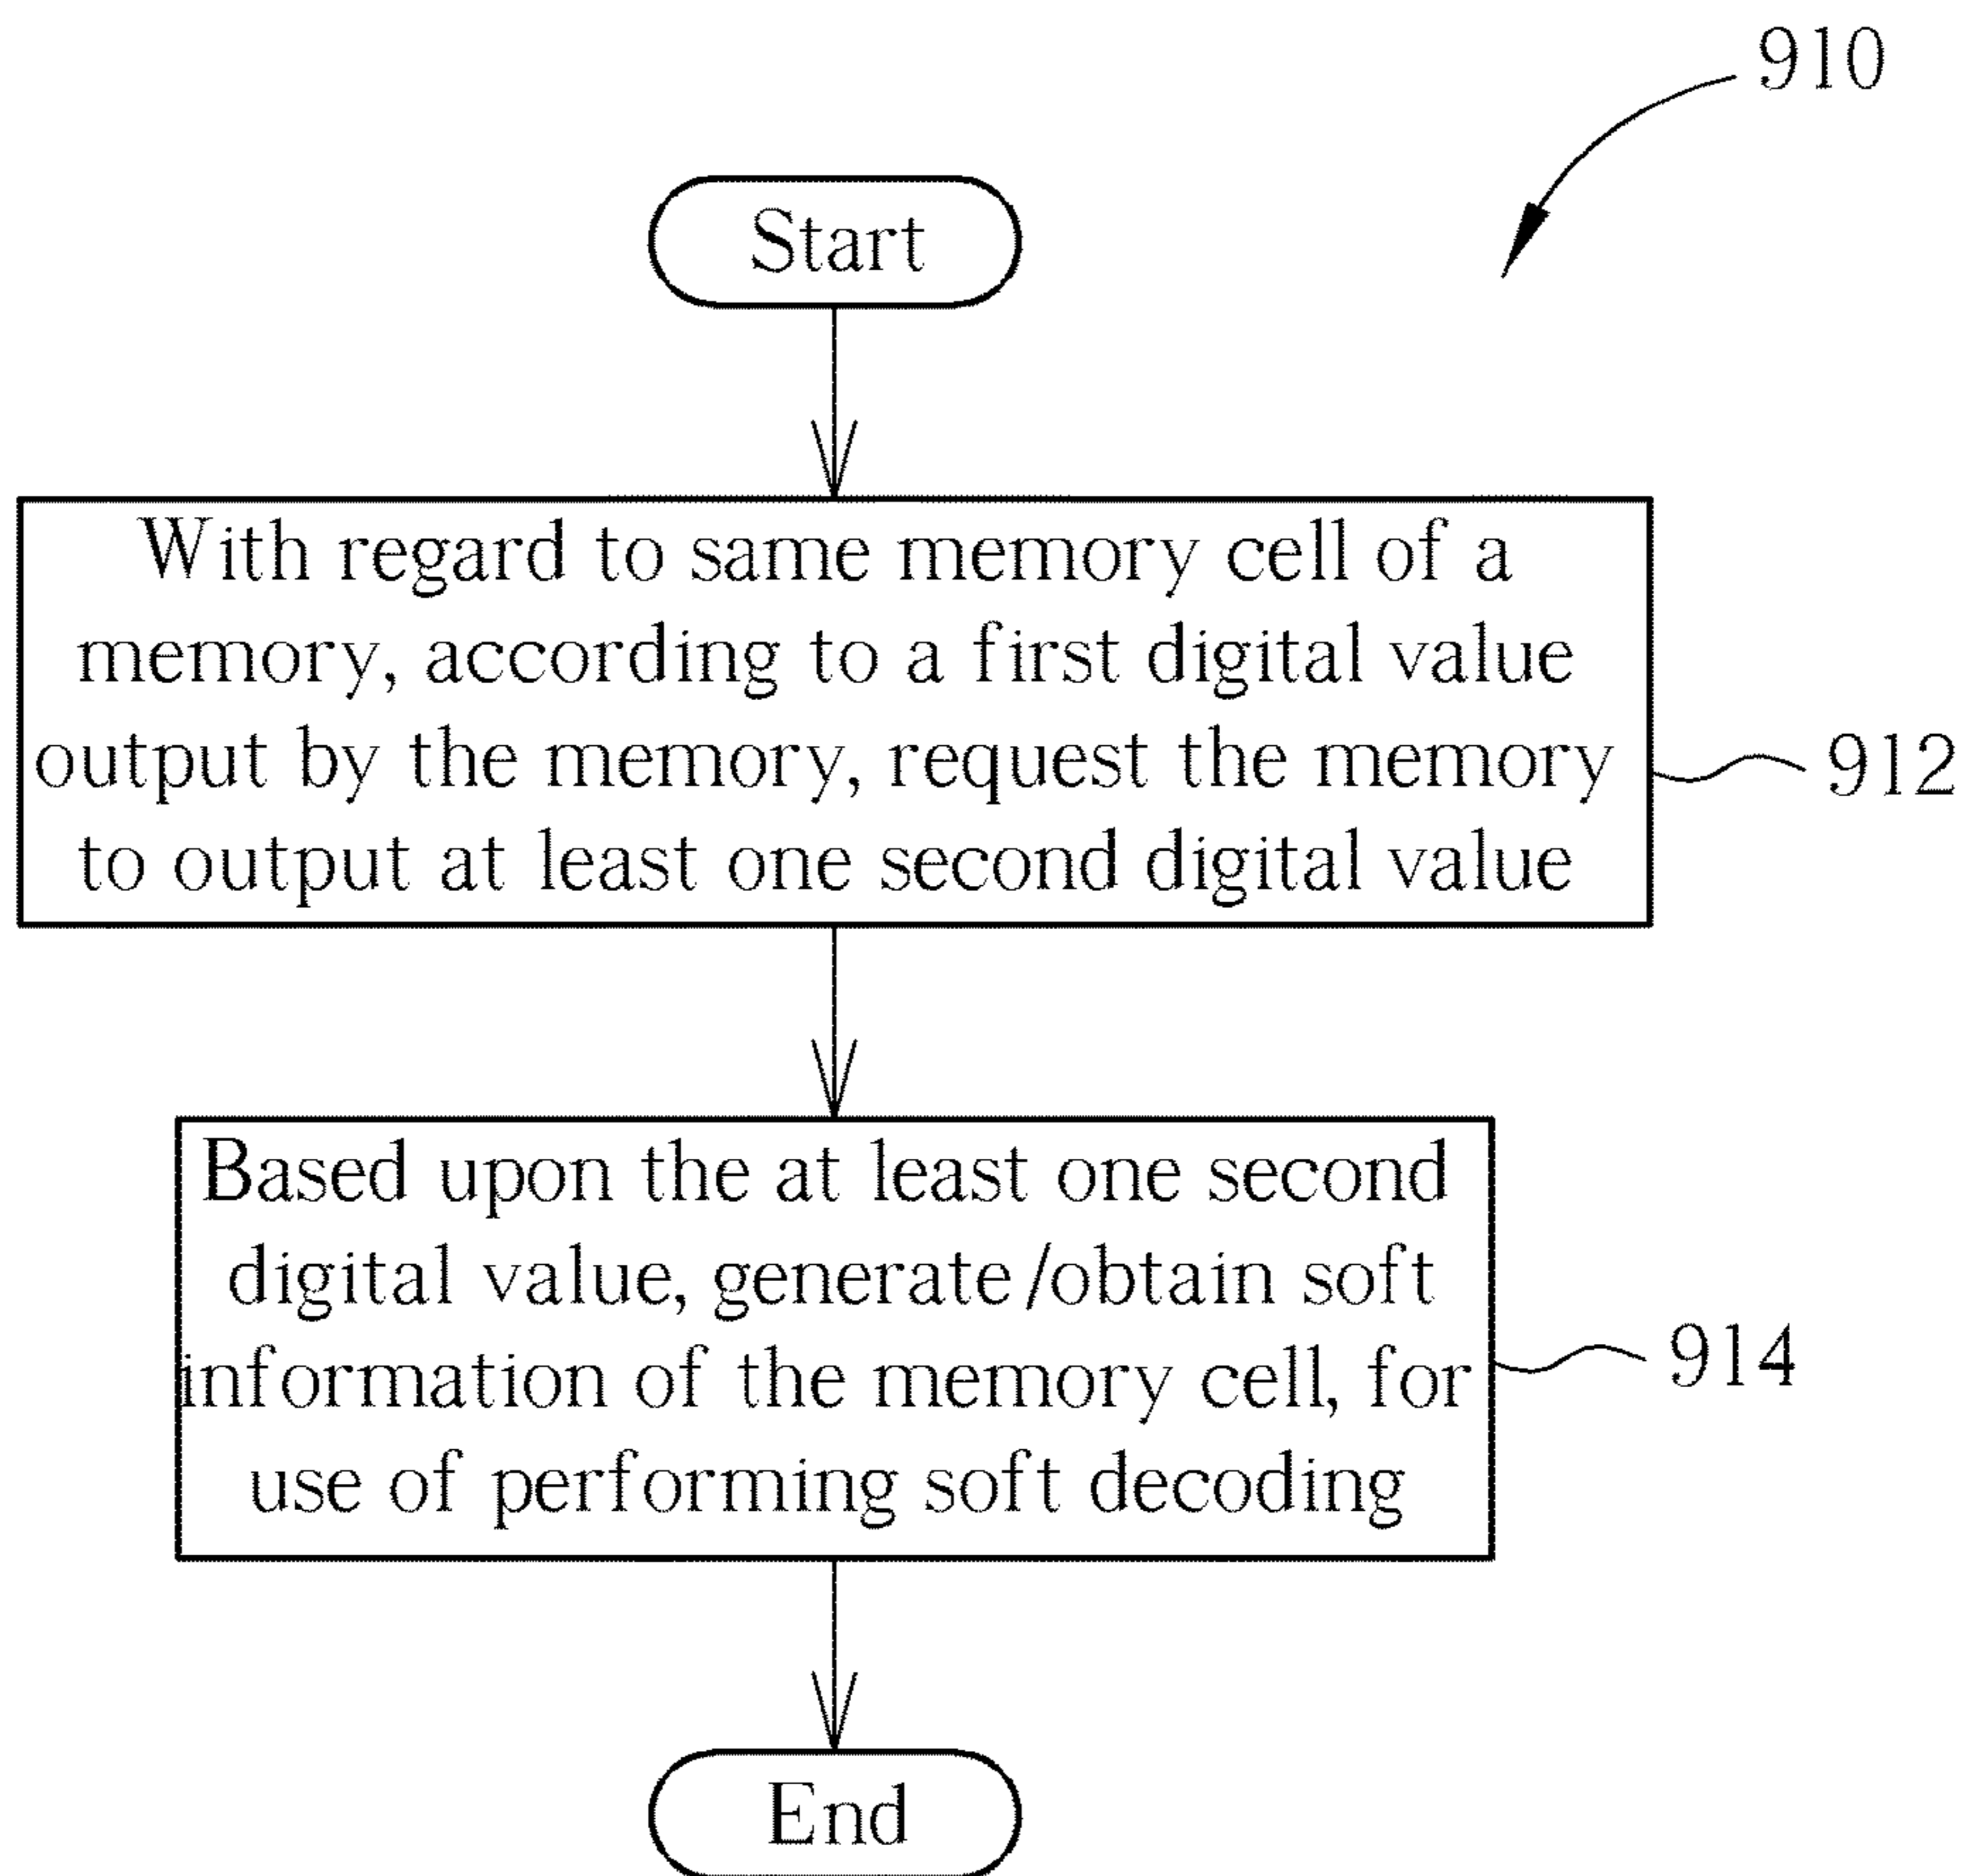 910
Start
With regard to same memory cell of a
memory, according to a first digital value
output by the memory, request the memory
to output at least one second digital value
912
Based upon the at least one second
digital value, generate/obtain soft
information of the memory cell, for
use of performing soft decoding
914
End